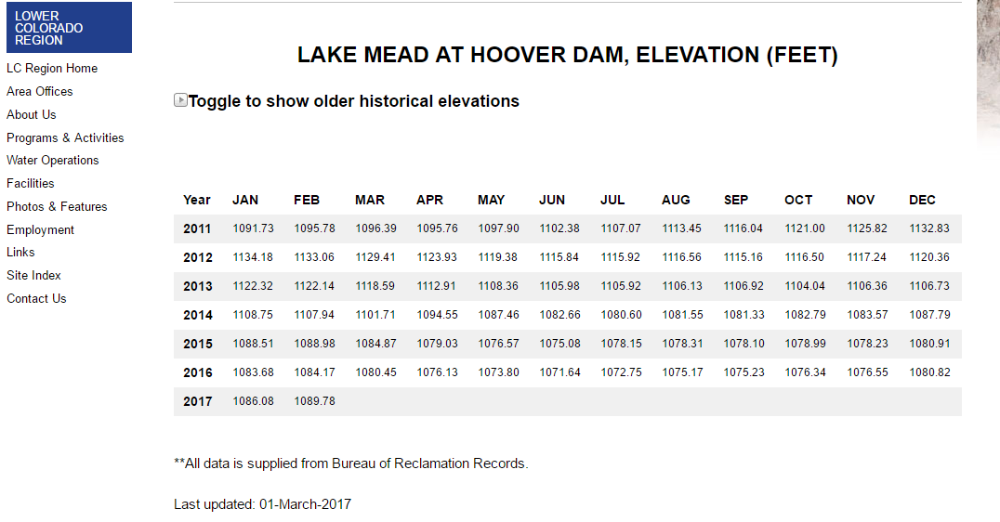 LOWER
COLORADO
REGION
LC Region Home
Area Offices
About Us
Programs & Activities
Water Operations
Facilities
Photos & Features
Employment
Links
Site Index
Contact Us
LAKE MEAD AT HOOVER DAM, ELEVATION (FEET)
Toggle to show older historical elevations
Year JAN FEB MAR APR MAY JUN JUL AUG SEP OCT NOV DEC
2011 1091.73 1095.78 1096.39 1095.76 1097.90 1102.38 1107.07 1113.45 1116.04 1121.00 1125.82 1132.83
2012 1134.18 1133.06 1129.41 1123.93 1119.38 1115.84 1115.92 1116.56 1115.16 1116.50 1117.24 1120.36
2013 1122.32 1122.14 1118.59 1112.91 1108.36 1105.98 1105.92 1106.13 1106.92 1104.04 1106.36 1106.73
2014 1108.75 1107.94 1101.71 1094.55 1087.46 1082.66 1080.60 1081.55 1081.33 1082.79 1083.57 1087.79
2015 1088.51 1088.98 1084.87 1079.03 1076.57 1075.08 1078.15 1078.31 1078.10 1078.99 1078.23 1080.91
2016 1083.68 1084.17 1080.45 1076.13 1073.80 1071.64 1072.75 1075.17 1075.23 1076.34 1076.55 1080.82
2017 1086.08 1089.78
**All data is supplied from Bureau of Reclamation Records.
Last updated: 01-March-2017